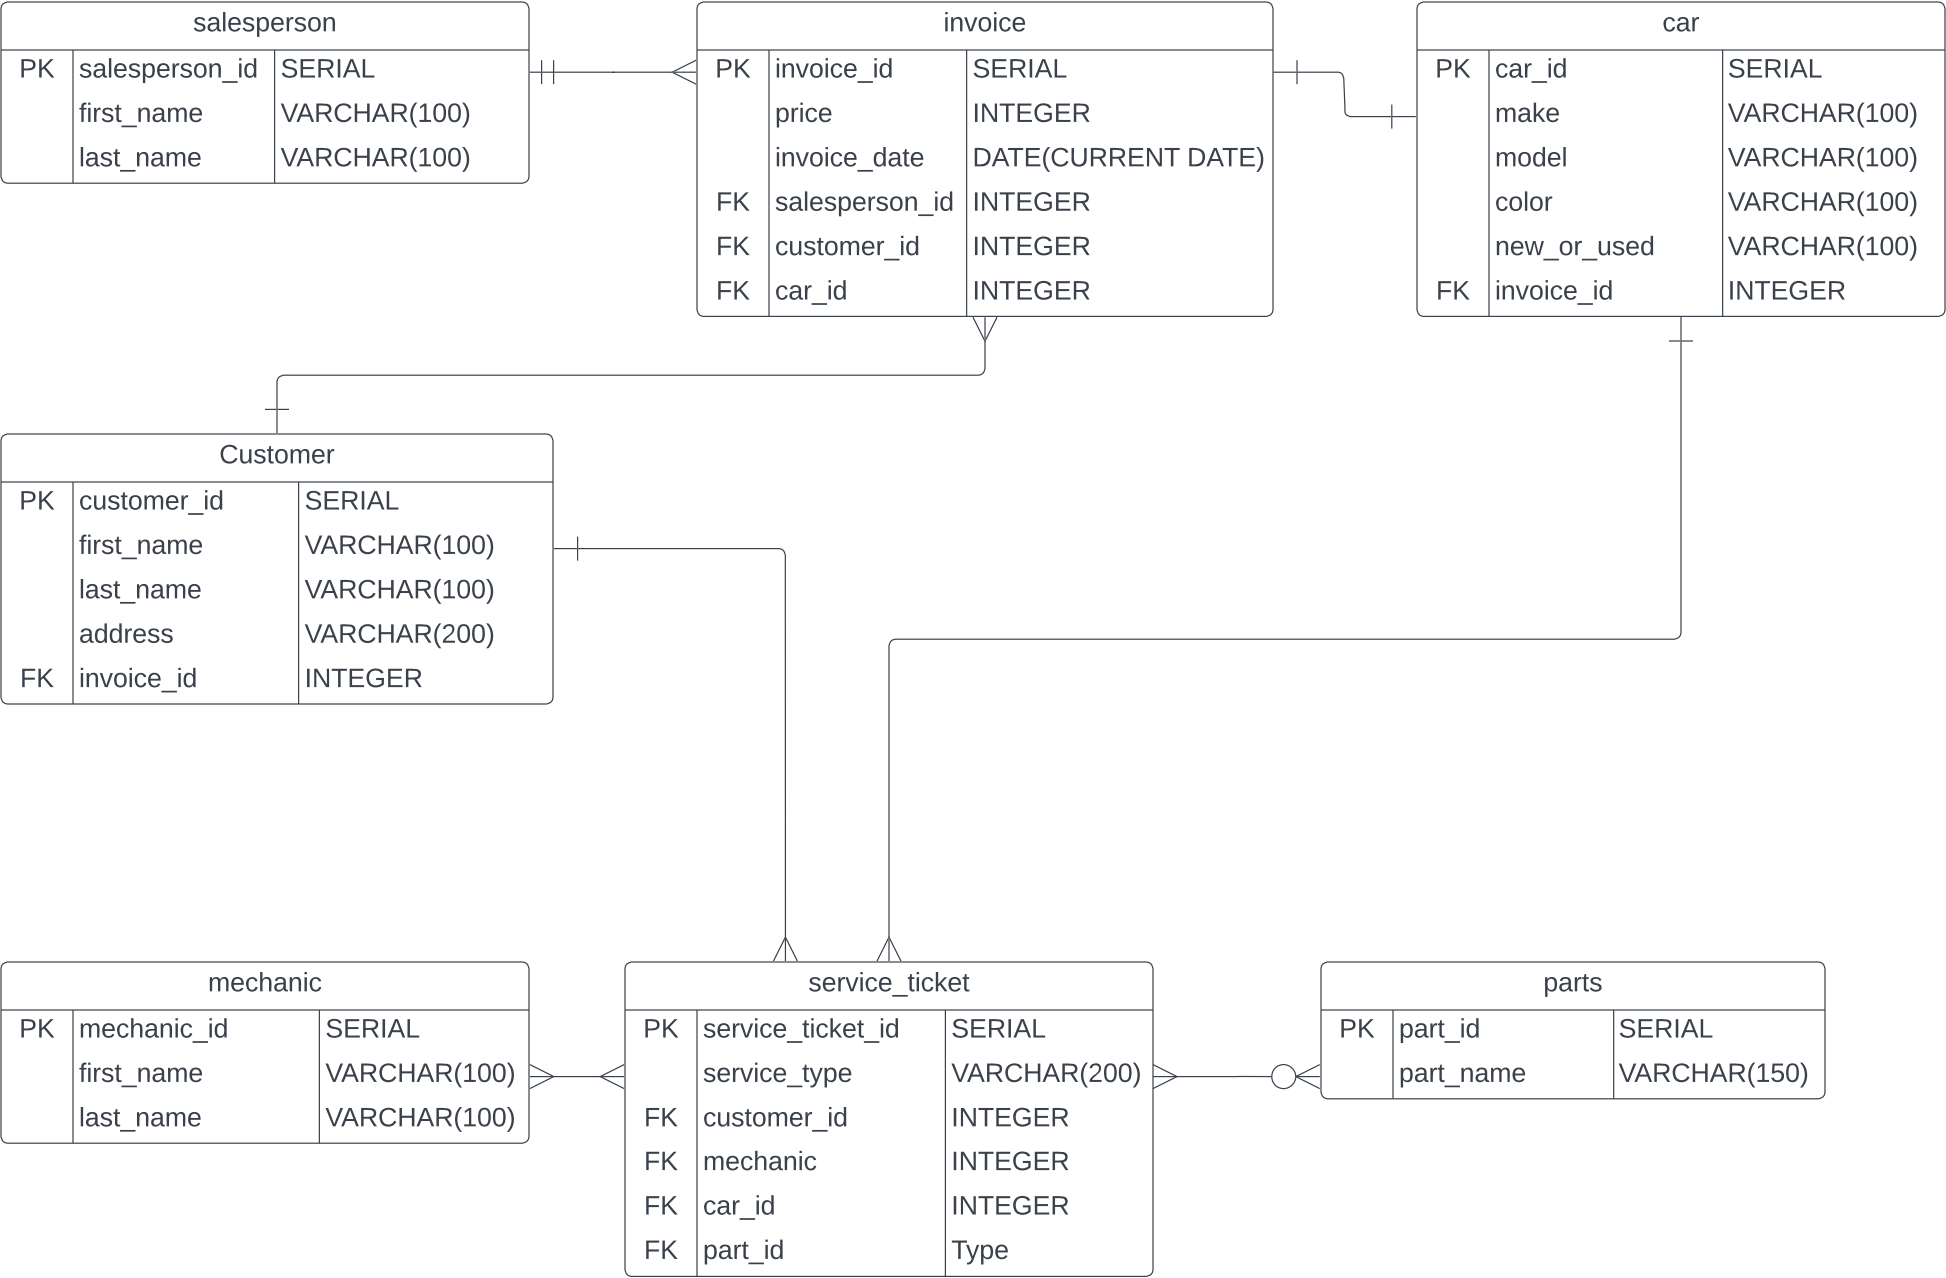 salesperson
PK salesperson_id SERIAL
first_name VARCHAR(100)
last_name VARCHAR(100)
invoice
PK invoice_id SERIAL
price INTEGER
invoice_date DATE(CURRENT DATE)
FK salesperson_id INTEGER
FK customer_id INTEGER
FK car_id INTEGER
car
PK car_id SERIAL
make VARCHAR(100)
model VARCHAR(100)
color VARCHAR(100)
new_or_used VARCHAR(100)
FK invoice_id INTEGER
Customer
PK customer_id SERIAL
first_name VARCHAR(100)
last_name VARCHAR(100)
address VARCHAR(200)
FK invoice_id INTEGER
mechanic
PK mechanic_id SERIAL
first_name VARCHAR(100)
last_name VARCHAR(100)
service_ticket
PK service_ticket_id SERIAL
service_type VARCHAR(200)
FK customer_id INTEGER
FK mechanic INTEGER
FK car_id INTEGER
FK part_id Type
parts
PK part_id SERIAL
part_name VARCHAR(150)